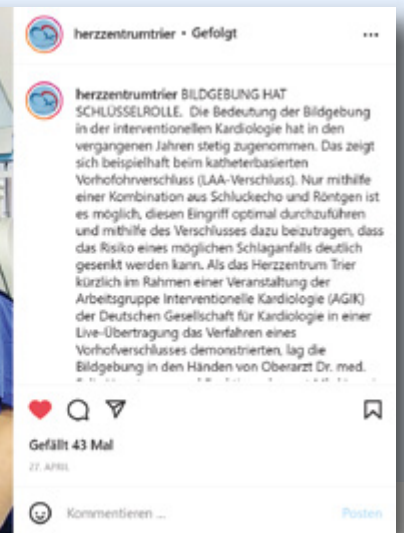 herzzentrumtrier • Gefolgt
herzzentrumtrier BILDGEBUNG HAT
SCHLÜSSELROLLE. Die Bedeutung der Bildgebung
in der interventionellen Kardiologie hat in den
vergangenen Jahren stetig zugenommen. Das zeigt
sich beispielhaft beim katheterbasierten
Vorhofohrverschluss (LAA-Verschluss). Nur mithilfe
einer Kombination aus Schluckecho und Röntgen ist
es möglich, diesen Eingriff optimal durchzuführen
und mithilfe des Verschlusses dazu beizutragen, dass
das Risiko eines möglichen Schlaganfalls deutlich
gesenkt werden kann. Als das Herzzentrum Trier
kürzlich im Rahmen einer Veranstaltung der
Arbeitsgruppe Interventionelle Kardiologie (AGIK)
der Deutschen Gesellschaft für Kardiologie in einer
Live-Übertragung das Verfahren eines
Vorhofverschlusses demonstrierten, lag die
Bildgebung in den Händen von Oberarzt Dr. med.
Gefällt 43 Mal
27. APRIL
Kommentieren ...
Posten